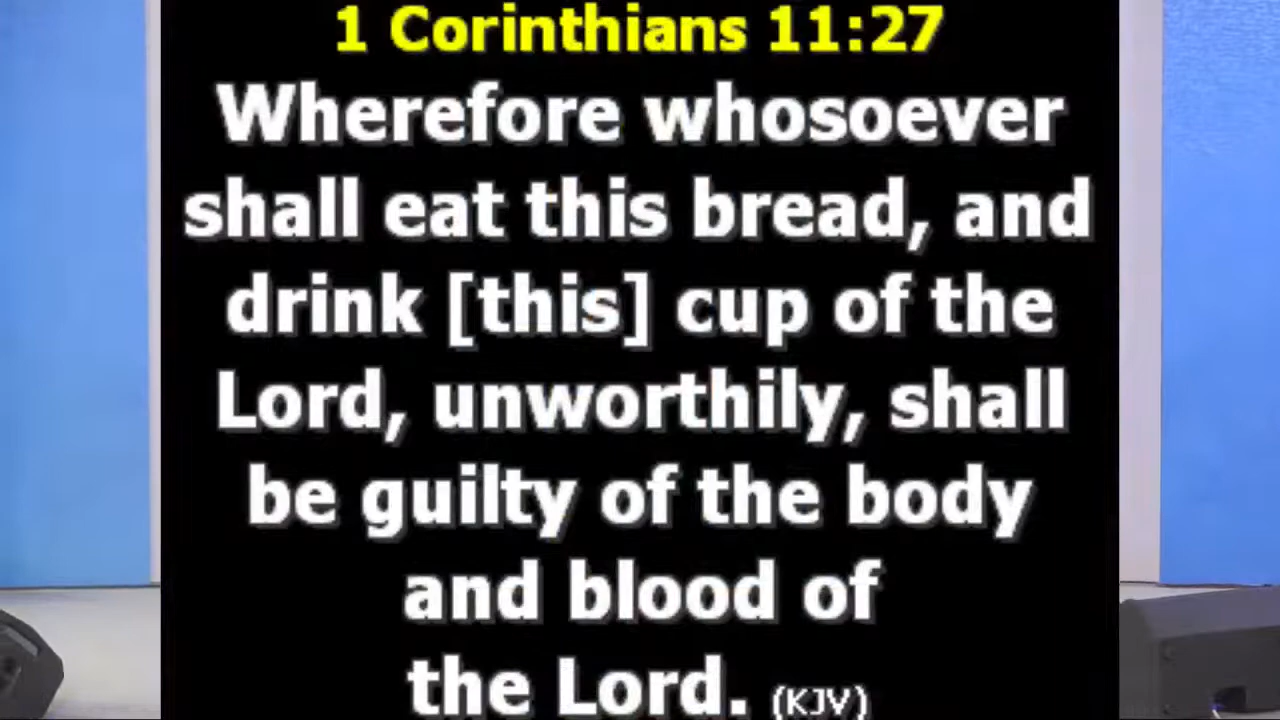 1 Corinthians 11:27
Wherefore whosoever
shall eat this bread, and
drink [this] cup of the
Lord, unworthily, shall
be guilty of the body
and blood of
the Lord. (KJV)